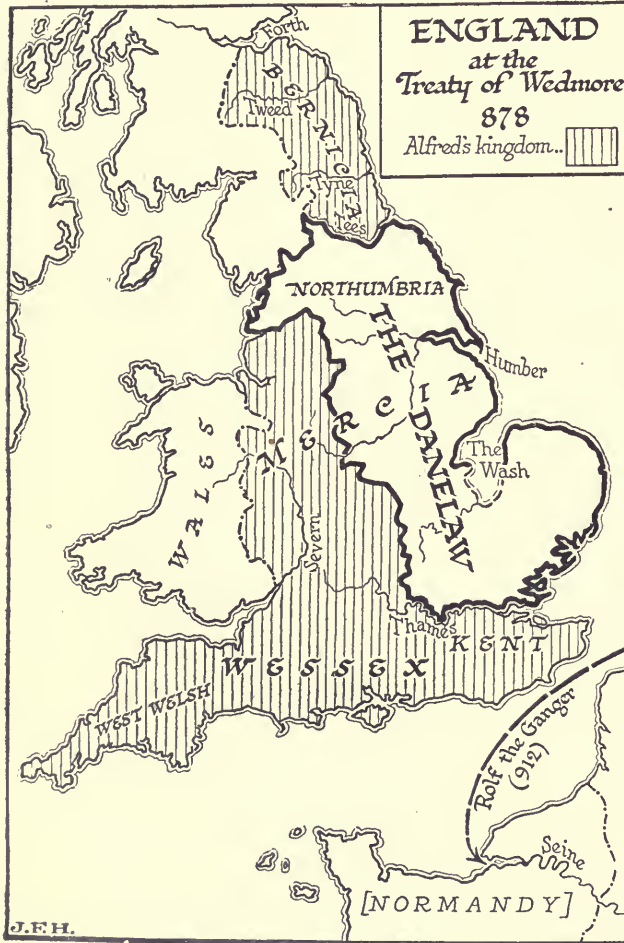 ENGLAND
at the
Treaty of Wedmore
878
Alfred's kingdom..
Forth
BERNICIA
Tweed
Tyne
Tees
NORTHUMBRIA
THE DANELAW
Humber
MERCIA
The
Wash
WALES
Severn
Thames
KENT
WESSEX
WEST WELSH
Rolf the Ganger
(912)
Seine
[NORMANDY]
J.F.H.